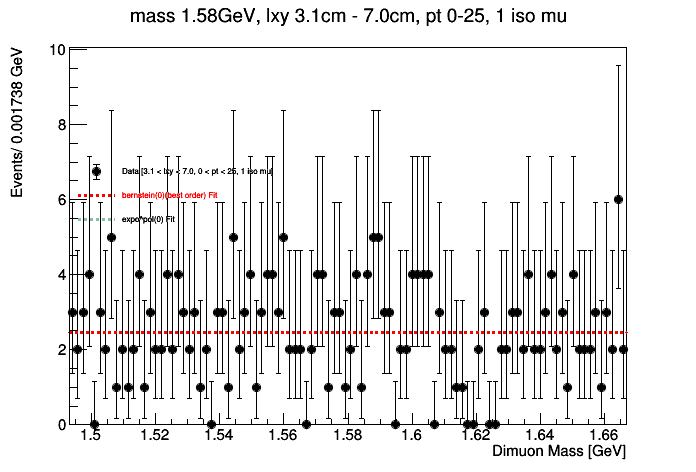 mass 1.58GeV, lxy 3.1cm - 7.0cm, pt 0-25, 1 iso mu
Events/ 0.001738 GeV
10
8
6
4
2
0
Data [3.1 < lxy < 7.0, 0 < pt < 25, 1 iso mu]
bernstein(0)(best order) Fit
expo*pol(0) Fit
1.5 1.52 1.54 1.56 1.58 1.6 1.62 1.64 1.66
Dimuon Mass [GeV]